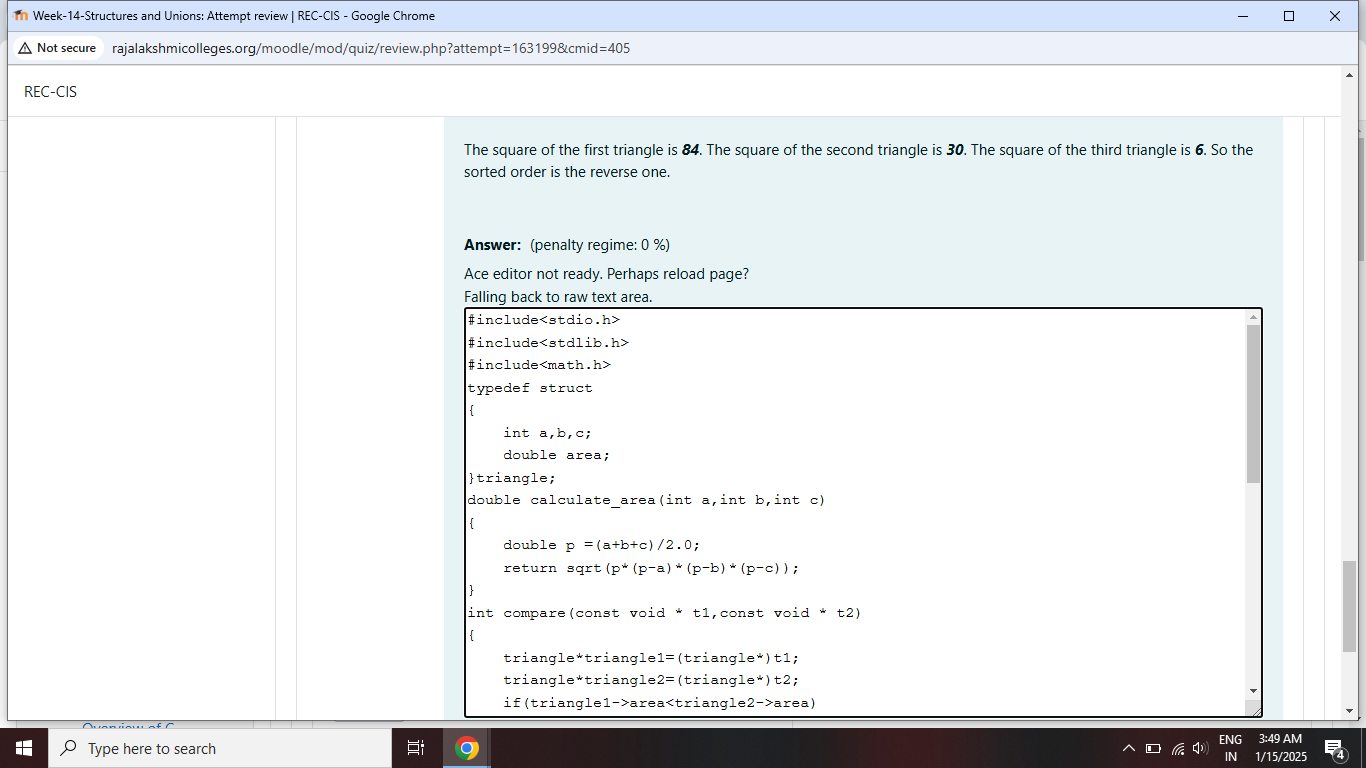 Week-14-Structures and Unions: Attempt review | REC-CIS - Google Chrome
Not secure rajalakshmicolleges.org/moodle/mod/quiz/review.php?attempt=163199&cmid=405
REC-CIS
The square of the first triangle is 84. The square of the second triangle is 30. The square of the third triangle is 6. So the
sorted order is the reverse one.
Answer: (penalty regime: 0 %)
Ace editor not ready. Perhaps reload page?
Falling back to raw text area.
#include<stdio.h>
#include<stdlib.h>
#include<math.h>
typedef struct
{
    int a,b,c;
    double area;
}triangle;
double calculate_area(int a,int b,int c)
{
    double p =(a+b+c)/2.0;
    return sqrt(p*(p-a)*(p-b)*(p-c));
}
int compare(const void * t1,const void * t2)
{
    triangle*triangle1=(triangle*)t1;
    triangle*triangle2=(triangle*)t2;
    if(triangle1->area<triangle2->area)
Overview of C
Type here to search
ENG
IN
3:49 AM
1/15/2025
4